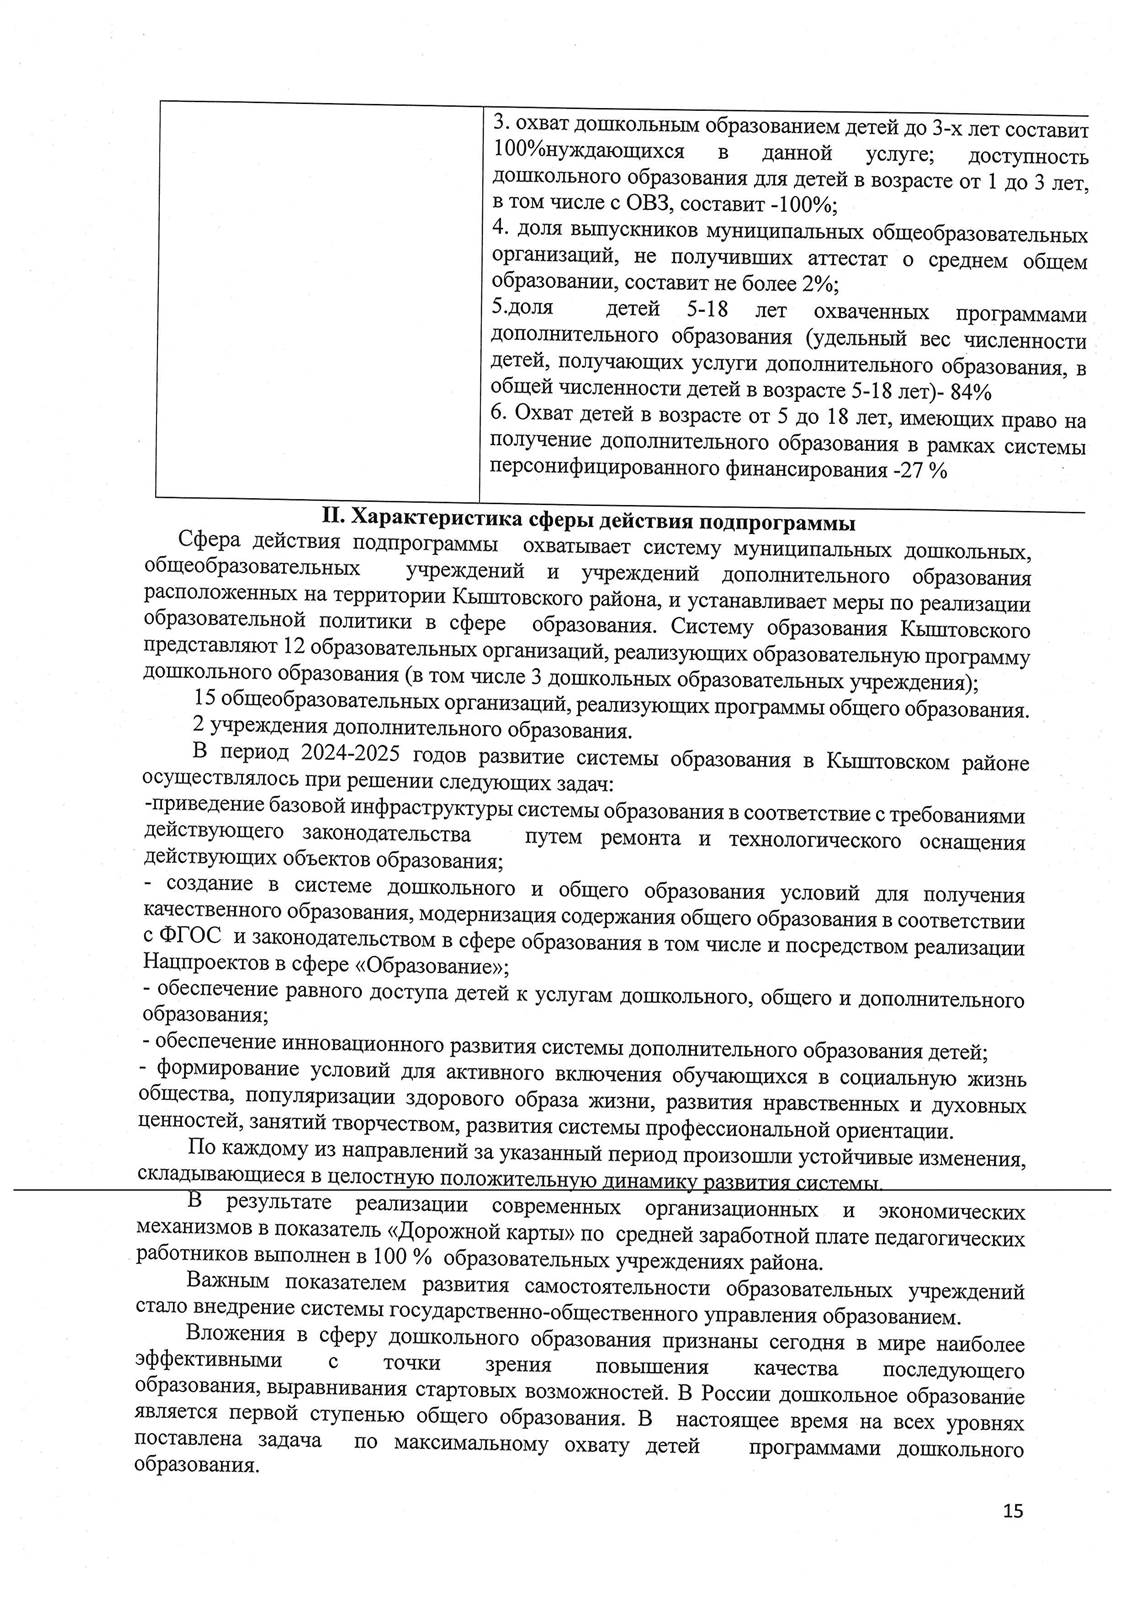 3. охват дошкольным образованием детей до 3-х лет составит
100%нуждающихся в данной услуге; доступность
дошкольного образования для детей в возрасте от 1 до 3 лет,
в том числе с ОВЗ, составит -100%;
4. доля выпускников муниципальных общеобразовательных
организаций, не получивших аттестат о среднем общем
образовании, составит не более 2%;
5.доля детей 5-18 лет охваченных программами
дополнительного образования (удельный вес численности
детей, получающих услуги дополнительного образования, в
общей численности детей в возрасте 5-18 лет)- 84%
6. Охват детей в возрасте от 5 до 18 лет, имеющих право на
получение дополнительного образования в рамках системы
персонифицированного финансирования -27 %
II. Характеристика сферы действия подпрограммы
Сфера действия подпрограммы охватывает систему муниципальных дошкольных,
общеобразовательных учреждений и учреждений дополнительного образования
расположенных на территории Кыштовского района, и устанавливает меры по реализации
образовательной политики в сфере образования. Систему образования Кыштовского
представляют 12 образовательных организаций, реализующих образовательную программу
дошкольного образования (в том числе 3 дошкольных образовательных учреждения);
15 общеобразовательных организаций, реализующих программы общего образования.
2 учреждения дополнительного образования.
В период 2024-2025 годов развитие системы образования в Кыштовском районе
осуществлялось при решении следующих задач:
-приведение базовой инфраструктуры системы образования в соответствие с требованиями
действующего законодательства путем ремонта и технологического оснащения
действующих объектов образования;
- создание в системе дошкольного и общего образования условий для получения
качественного образования, модернизация содержания общего образования в соответствии
с ФГОС и законодательством в сфере образования в том числе и посредством реализации
Нацпроектов в сфере «Образование»;
- обеспечение равного доступа детей к услугам дошкольного, общего и дополнительного
образования;
- обеспечение инновационного развития системы дополнительного образования детей;
- формирование условий для активного включения обучающихся в социальную жизнь
общества, популяризации здорового образа жизни, развития нравственных и духовных
ценностей, занятий творчеством, развития системы профессиональной ориентации.
По каждому из направлений за указанный период произошли устойчивые изменения,
складывающиеся в целостную положительную динамику развития системы.
В результате реализации современных организационных и экономических
механизмов в показатель «Дорожной карты» по средней заработной плате педагогических
работников выполнен в 100 % образовательных учреждениях района.
Важным показателем развития самостоятельности образовательных учреждений
стало внедрение системы государственно-общественного управления образованием.
Вложения в сферу дошкольного образования признаны сегодня в мире наиболее
эффективными с точки зрения повышения качества последующего
образования, выравнивания стартовых возможностей. В России дошкольное образование
является первой ступенью общего образования. В настоящее время на всех уровнях
поставлена задача по максимальному охвату детей программами дошкольного
образования.
15